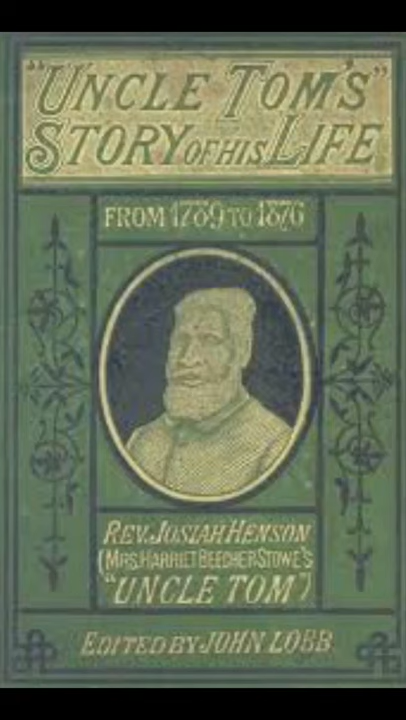 "UNCLE TOM'S"
STORY OF HIS LIFE
FROM 1789 TO 1876
REV. JOSIAH HENSON
(MRS. HARRIET BEECHER STOWE'S
"UNCLE TOM")
EDITED BY JOHN LOBB